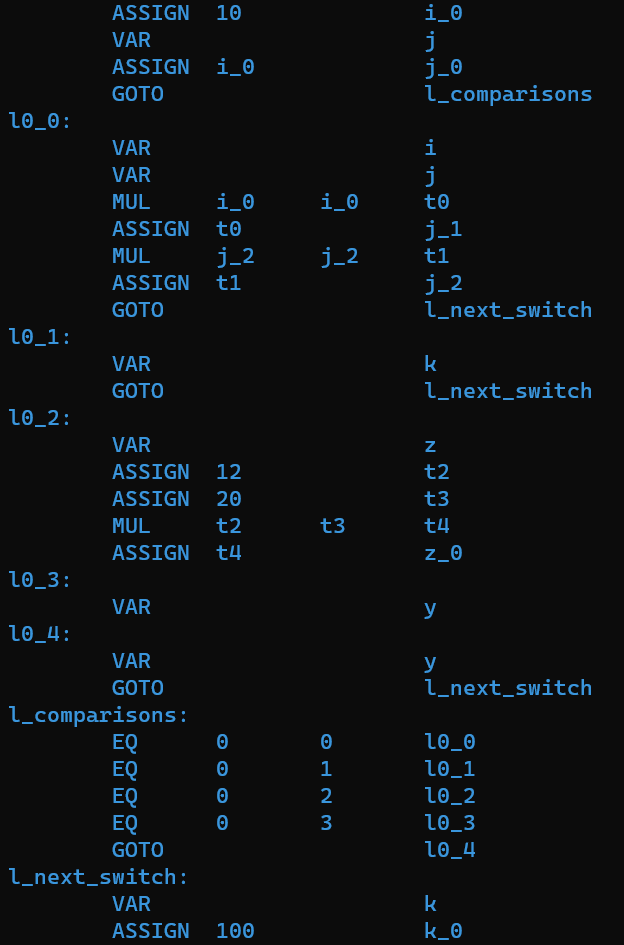 ASSIGN 10 i_0
VAR j
ASSIGN i_0 j_0
GOTO l_comparisons
l0_0:
VAR i
VAR j
MUL i_0 i_0 t0
ASSIGN t0 j_1
MUL j_2 j_2 t1
ASSIGN t1 j_2
GOTO l_next_switch
l0_1:
VAR k
GOTO l_next_switch
l0_2:
VAR z
ASSIGN 12 t2
ASSIGN 20 t3
MUL t2 t3 t4
ASSIGN t4 z_0
l0_3:
VAR y
l0_4:
VAR y
GOTO l_next_switch
l_comparisons:
EQ 0 0 l0_0
EQ 0 1 l0_1
EQ 0 2 l0_2
EQ 0 3 l0_3
GOTO l0_4
l_next_switch:
VAR k
ASSIGN 100 k_0